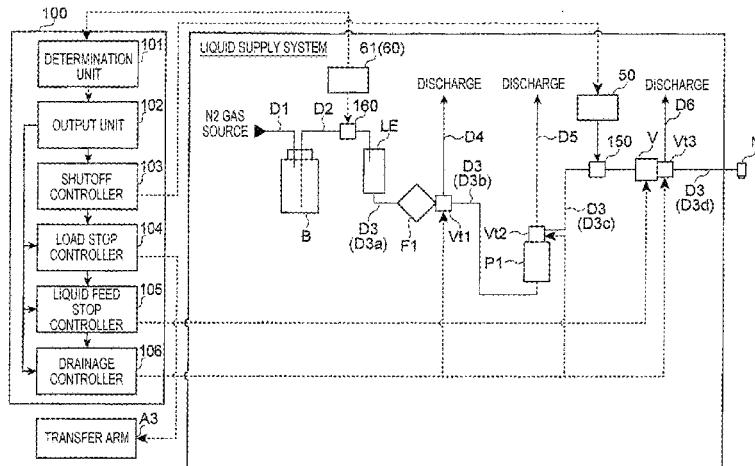 100
DETERMINATION UNIT
101
OUTPUT UNIT
102
SHUTOFF CONTROLLER
103
LOAD STOP CONTROLLER
104
LIQUID FEED STOP CONTROLLER
105
DRAINAGE CONTROLLER
106
TRANSFER ARM
A3
LIQUID SUPPLY SYSTEM
61(60)
50
DISCHARGE
DISCHARGE
DISCHARGE
N2 GAS SOURCE
D1
D2
160
LE
D4
D5
D6
150
V
Vt3
N
B
D3 (D3a)
F1
Vt1
D3 (D3b)
Vt2
P1
D3 (D3c)
D3 (D3d)